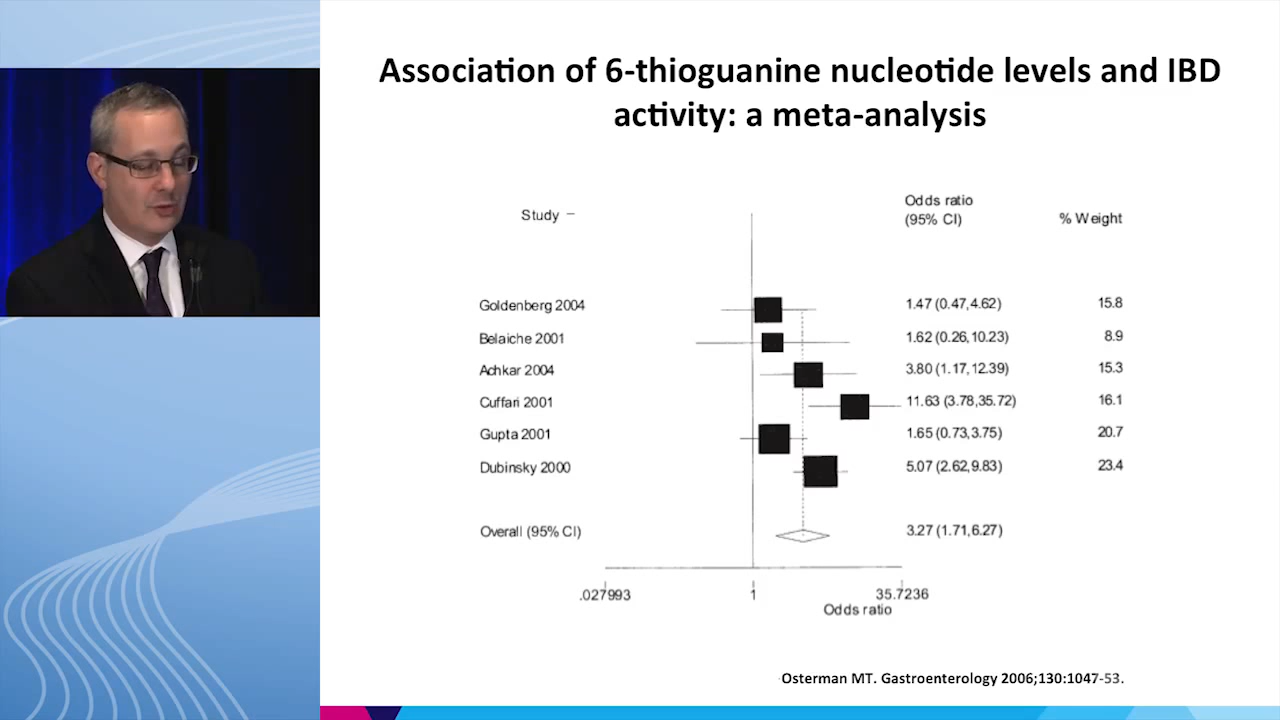 Association of 6-thioguanine nucleotide levels and IBD
activity: a meta-analysis
Study
Odds ratio
(95% CI)
% Weight
Goldenberg 2004 1.47 (0.47,4.62) 15.8
Belaiche 2001 1.62 (0.26,10.23) 8.9
Achkar 2004 3.80 (1.17,12.39) 15.3
Cuffari 2001 11.63 (3.78,35.72) 16.1
Gupta 2001 1.65 (0.73,3.75) 20.7
Dubinsky 2000 5.07 (2.62,9.83) 23.4
Overall (95% CI) 3.27 (1.71,6.27)
.027993 1 35.7236
Odds ratio
Osterman MT. Gastroenterology 2006;130:1047-53.